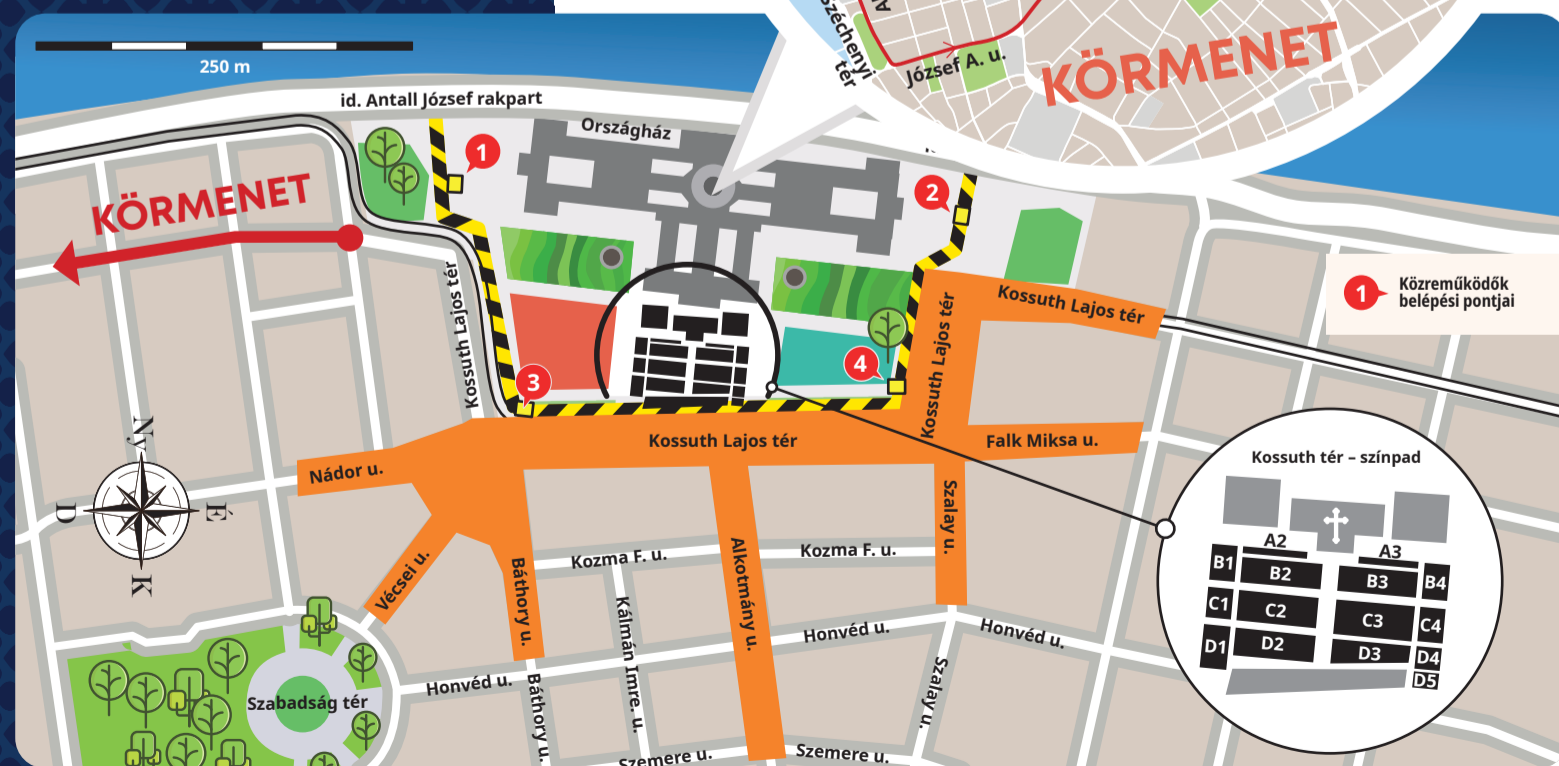 Széchenyi
tér
József A. u.
KÖRMENET
250 m
id. Antall József rakpart
Országház
1
2
KÖRMENET
Kossuth Lajos tér
Kossuth Lajos tér
Kossuth Lajos tér
1
Közreműködők
belépési pontjai
3
4
Kossuth Lajos tér
Falk Miksa u.
Nádor u.
Ny
D
É
K
Vécsei u.
Báthory u.
Kozma F. u.
Kozma F. u.
Alkotmány u.
Szalay u.
Kálmán Imre. u.
Honvéd u.
Honvéd u.
Honvéd u.
Szalay u.
Báthory u.
Szabadság tér
Szemere u.
Szemere u.
Kossuth tér – színpad
A2
A3
B1
B2
B3
B4
C1
C2
C3
C4
D1
D2
D3
D4
D5